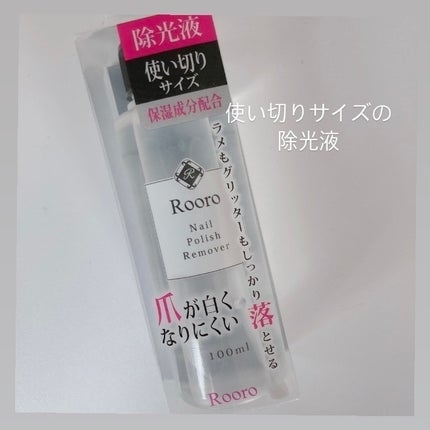 除光液
使い切り
サイズ
保湿成分配合
使い切りサイズの
除光液
ラメもグリッターもしっかり落とせる
R
Rooro
Nail
Polish
Remover
爪が白く
なりにくい
100ml
Rooro